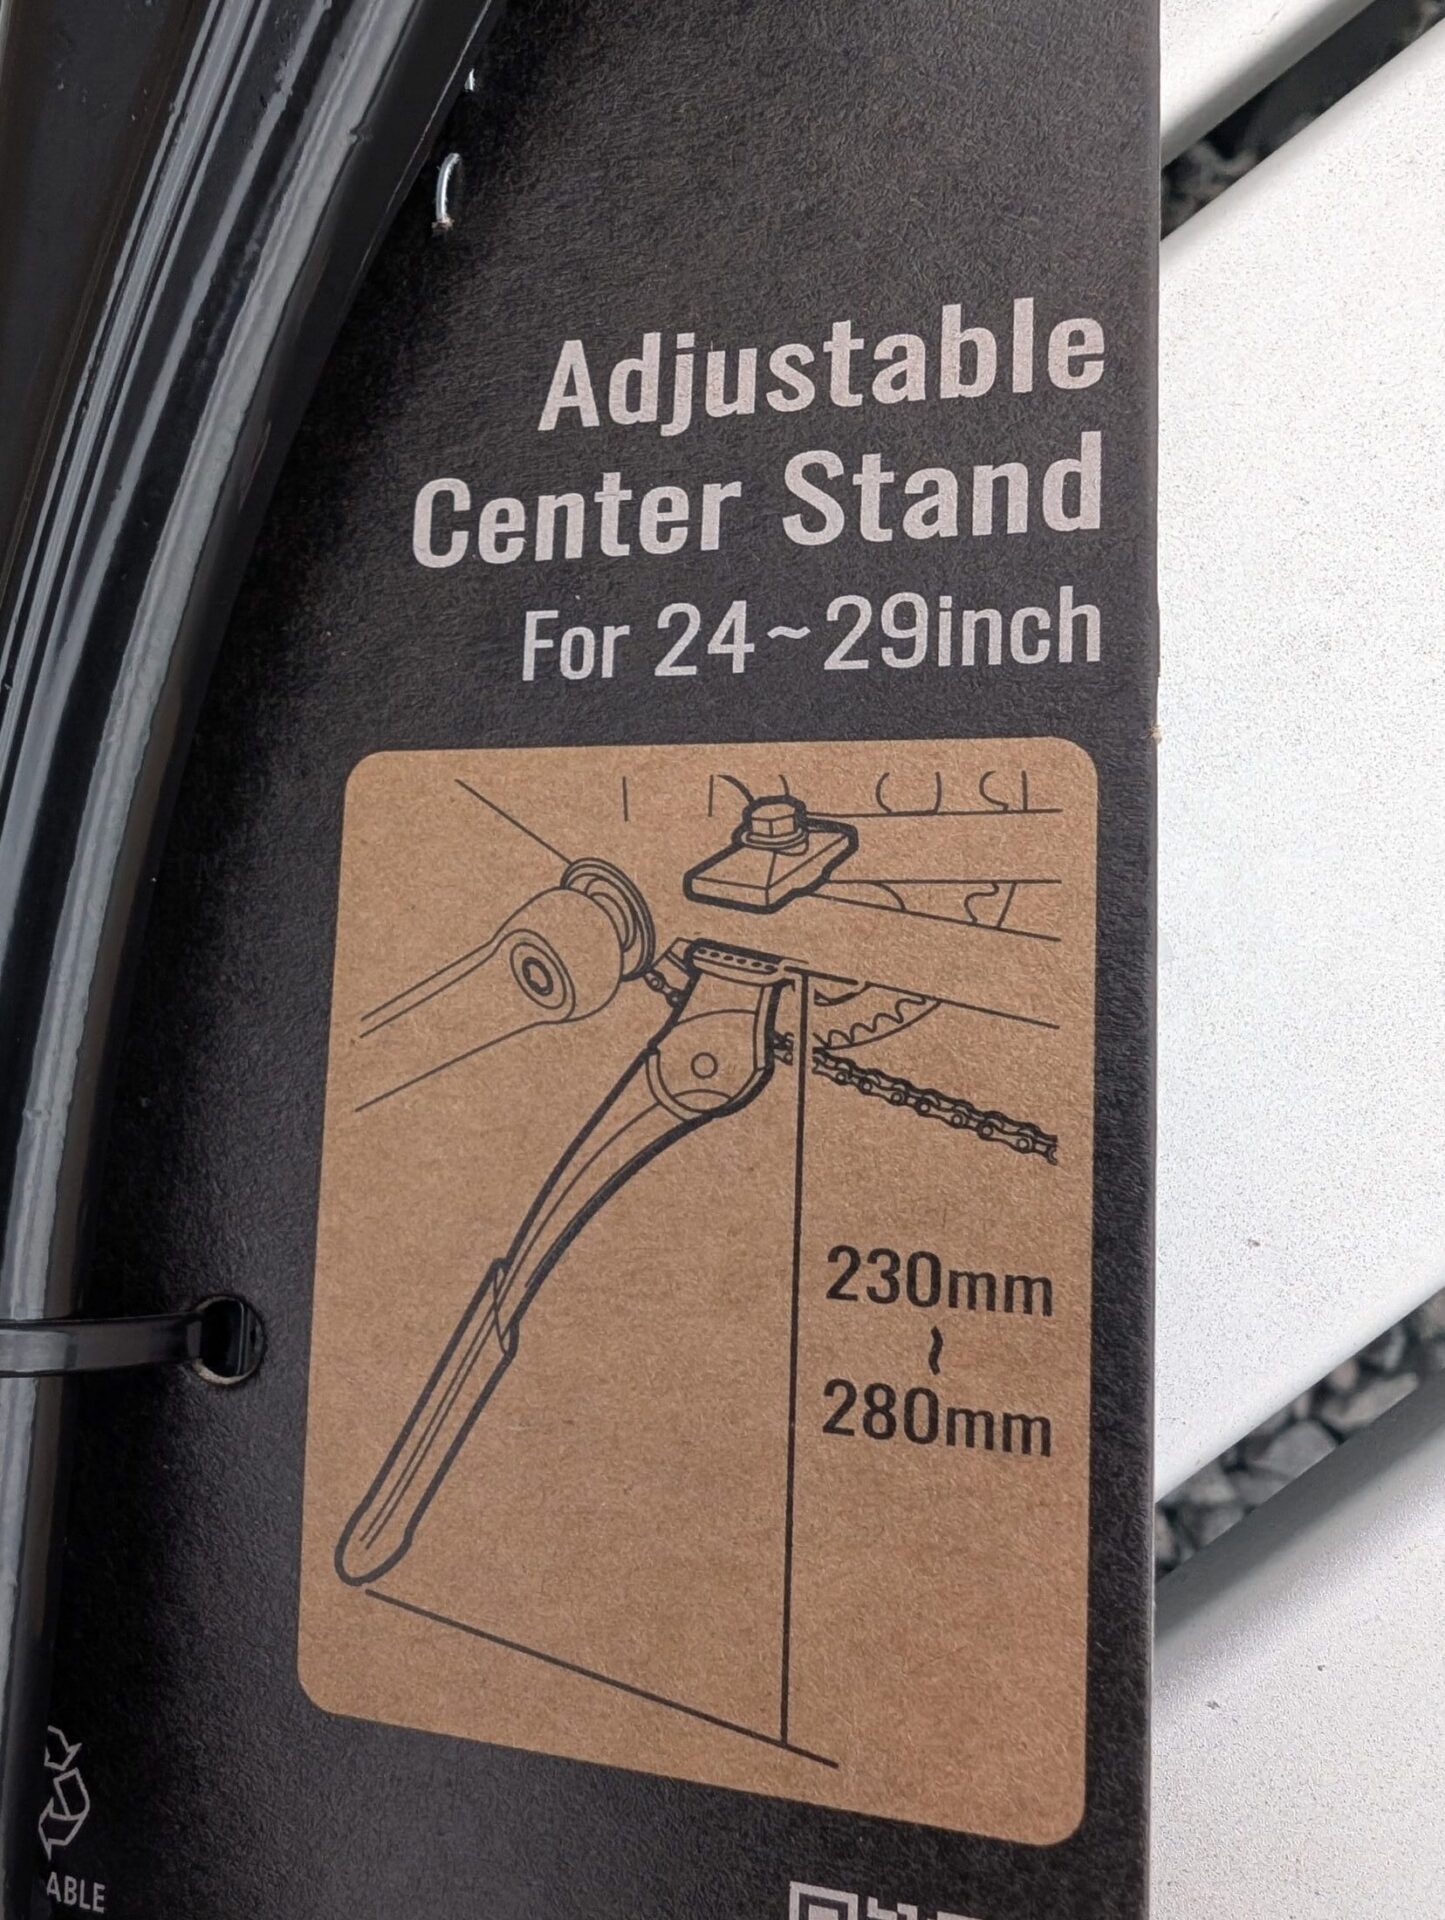 Adjustable
Center Stand
For 24~29inch
230mm
~
280mm
ABLE